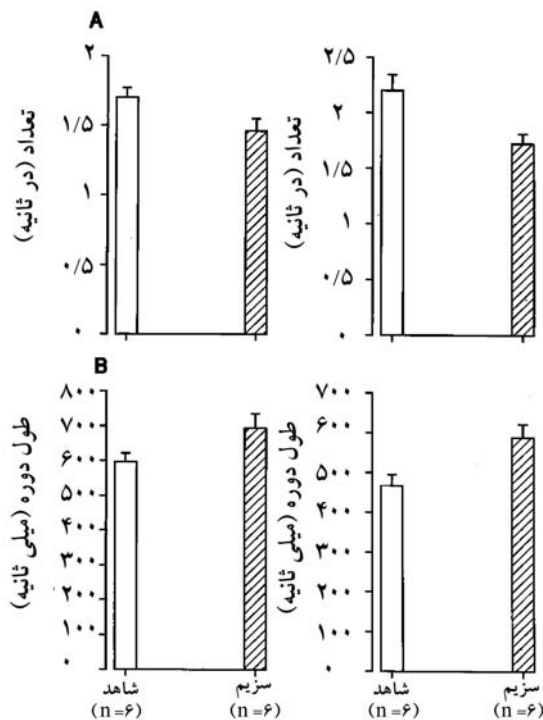 A
۲
۱/۵
۱
۰/۵
۰
تعداد (در ثانیه)
۲/۵
۲
۱/۵
۱
۰/۵
۰
تعداد (در ثانیه)
B
۸۰۰
۷۰۰
۶۰۰
۵۰۰
۴۰۰
۳۰۰
۲۰۰
۱۰۰
۰
طول دوره (میلی ثانیه)
شاهد
(n =۶)
سزیم
(n =۶)
۷۰۰
۶۰۰
۵۰۰
۴۰۰
۳۰۰
۲۰۰
۱۰۰
۰
طول دوره (میلی ثانیه)
شاهد
(n =۶)
سزیم
(n =۶)